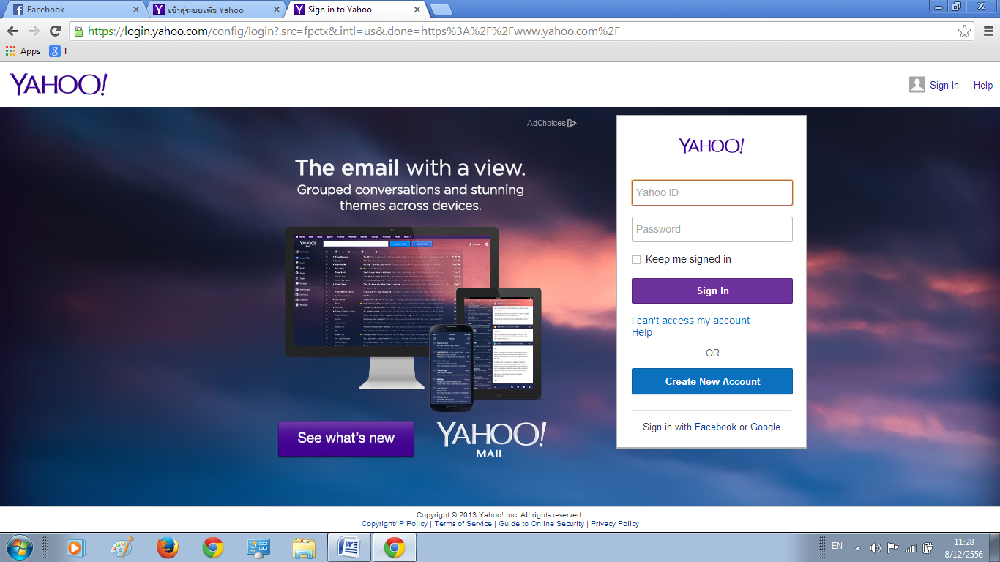 Facebook
เข้าสู่ระบบเพื่อ Yahoo
Sign in to Yahoo
https://login.yahoo.com/config/login?.src=fpctx&.intl=us&.done=https%3A%2F%2Fwww.yahoo.com%2F
Apps
f
YAHOO!
Sign In
Help
AdChoices
The email with a view.
Grouped conversations and stunning
themes across devices.
See what's new
YAHOO!
MAIL
YAHOO!
Yahoo ID
Password
Keep me signed in
Sign In
I can't access my account
Help
OR
Create New Account
Sign in with Facebook or Google
Copyright © 2013 Yahoo! Inc. All rights reserved.
Copyright/IP Policy | Terms of Service | Guide to Online Security | Privacy Policy
EN
11:28
8/12/2556